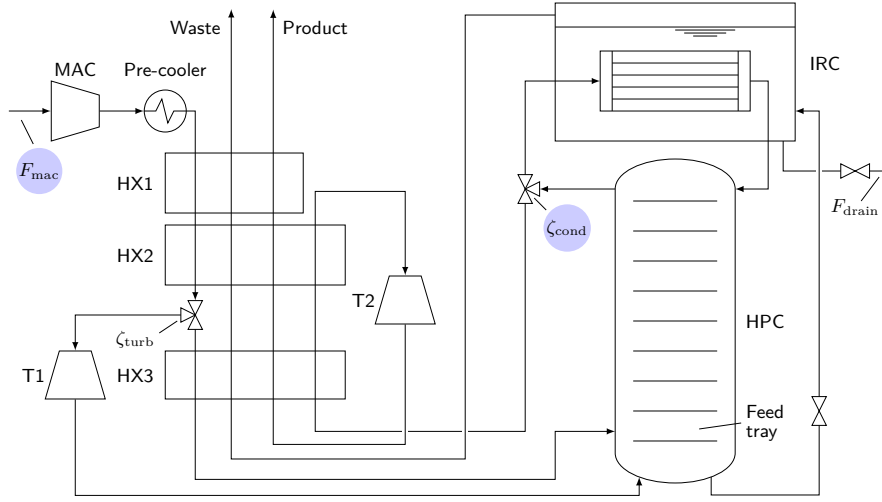 Waste
Product
MAC
Pre-cooler
IRC
F_mac
HX1
F_drain
ζ_cond
HX2
T2
HPC
ζ_turb
T1
HX3
Feed
tray